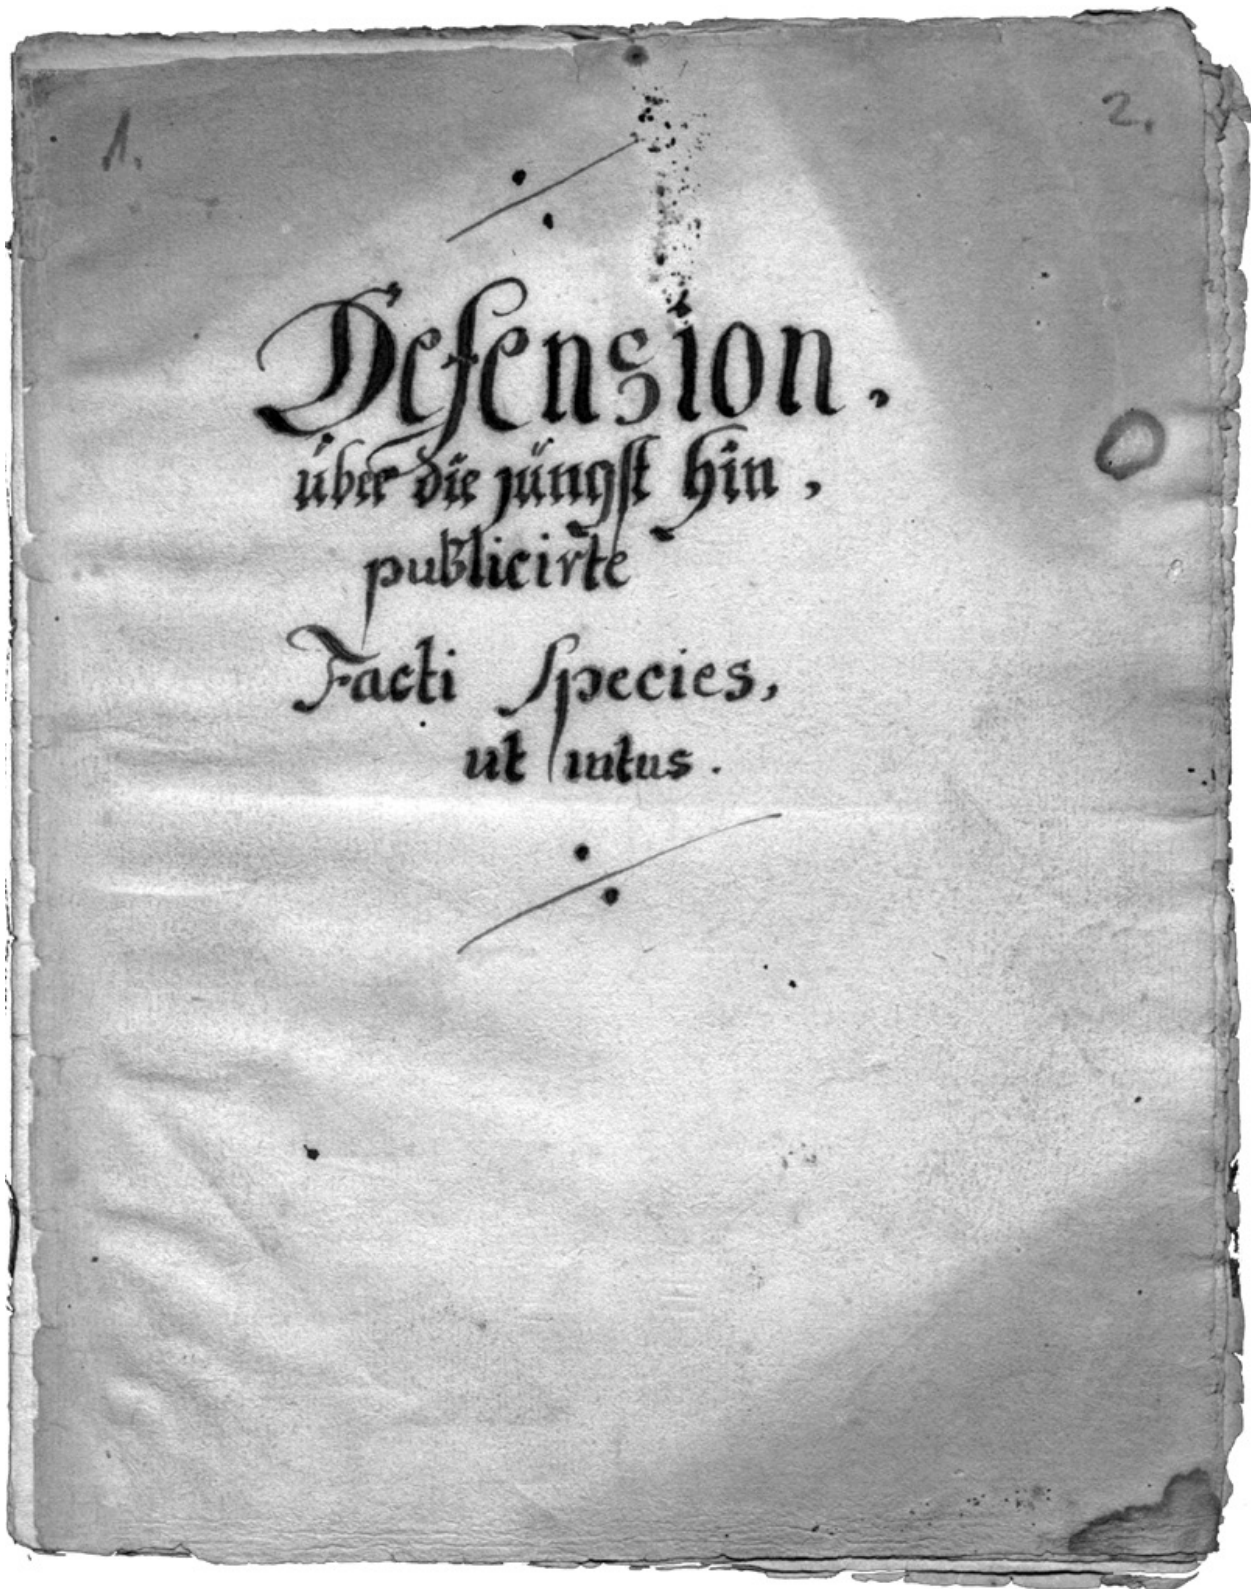 1.
2.
Defension,
über die jüngst hin,
publicirte
Facti Species,
ut intus.